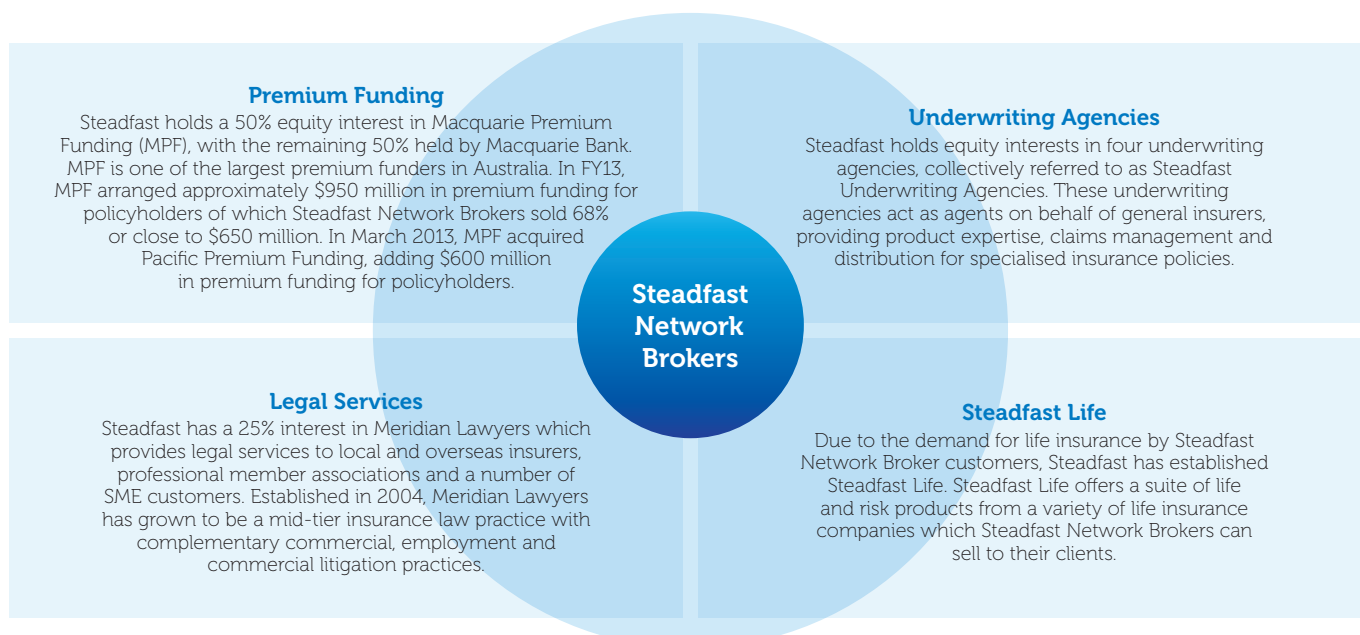 Premium Funding
Steadfast holds a 50% equity interest in Macquarie Premium
Funding (MPF), with the remaining 50% held by Macquarie Bank.
MPF is one of the largest premium funders in Australia. In FY13,
MPF arranged approximately $950 million in premium funding for
policyholders of which Steadfast Network Brokers sold 68%
or close to $650 million. In March 2013, MPF acquired
Pacific Premium Funding, adding $600 million
in premium funding for policyholders.
Underwriting Agencies
Steadfast holds equity interests in four underwriting
agencies, collectively referred to as Steadfast
Underwriting Agencies. These underwriting
agencies act as agents on behalf of general insurers,
providing product expertise, claims management and
distribution for specialised insurance policies.
Steadfast
Network
Brokers
Legal Services
Steadfast has a 25% interest in Meridian Lawyers which
provides legal services to local and overseas insurers,
professional member associations and a number of
SME customers. Established in 2004, Meridian Lawyers
has grown to be a mid-tier insurance law practice with
complementary commercial, employment and
commercial litigation practices.
Steadfast Life
Due to the demand for life insurance by Steadfast
Network Broker customers, Steadfast has established
Steadfast Life. Steadfast Life offers a suite of life
and risk products from a variety of life insurance
companies which Steadfast Network Brokers can
sell to their clients.